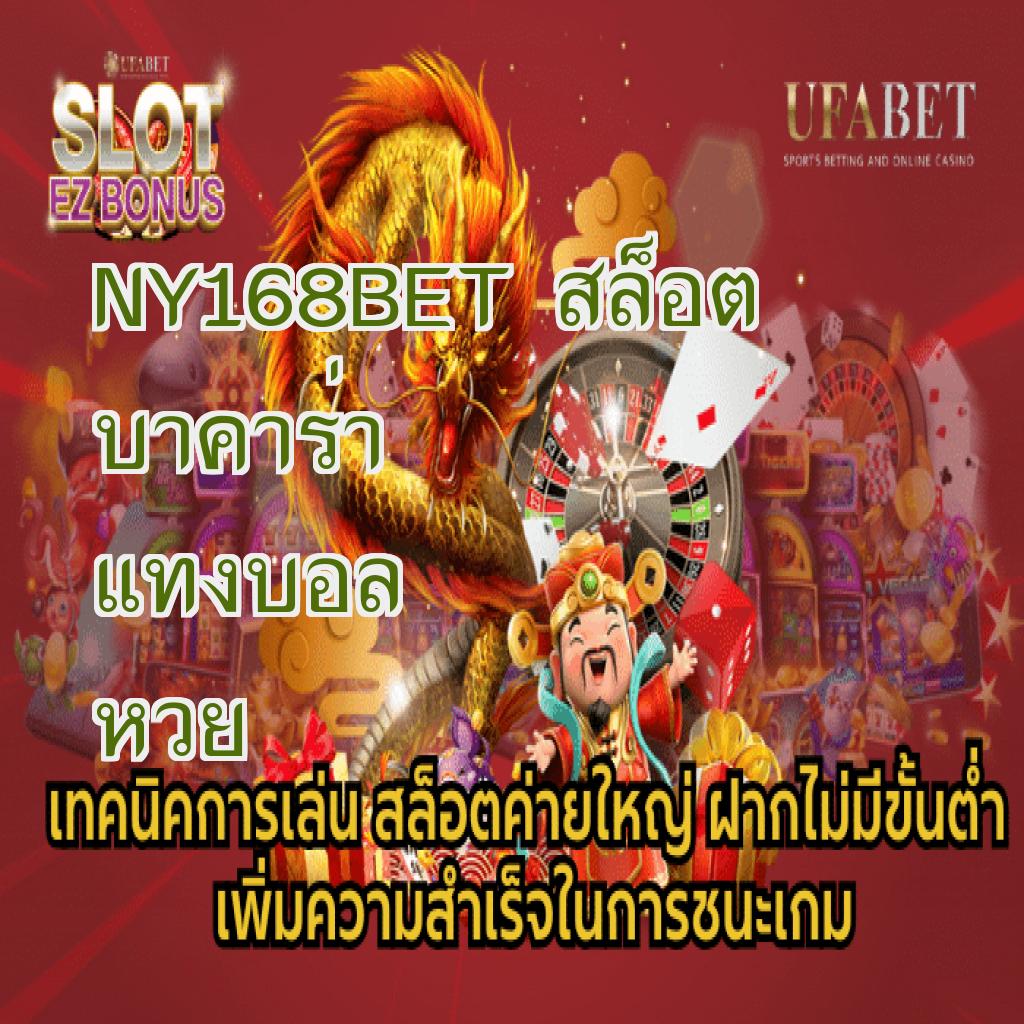 UFABET
SLOT
EZ BONUS
UFABET
SPORTS BETTING AND ONLINE CASINO
NY168BET สล็อต
บาคาร่า
แทงบอล
หวย
เทคนิคการเล่น สล็อตค่ายใหญ่ ฝากไม่มีขั้นต่ำ
เพิ่มความสำเร็จในการชนะเกม